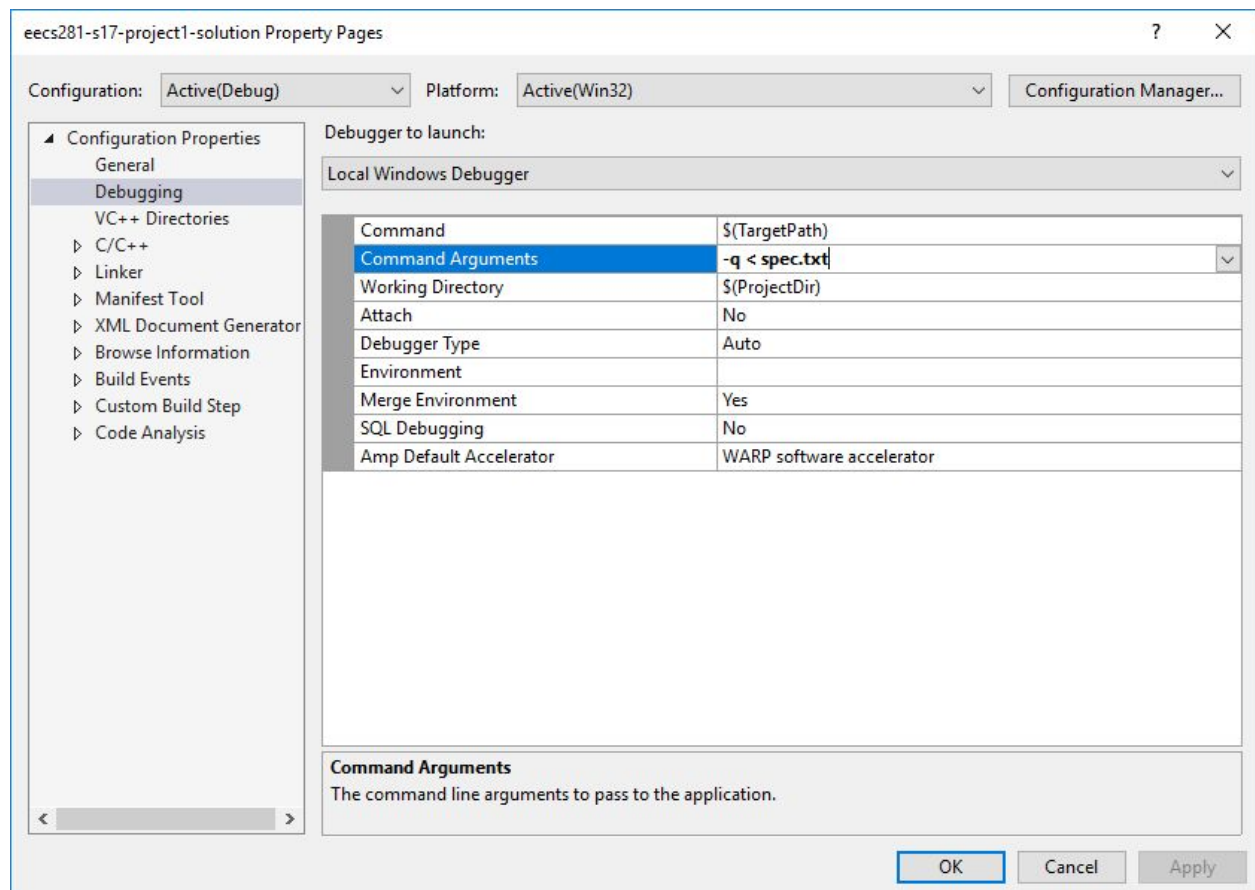 eecs281-s17-project1-solution Property Pages ? X
Configuration: Active(Debug) Platform: Active(Win32) Configuration Manager...
Configuration Properties
General
Debugging
VC++ Directories
C/C++
Linker
Manifest Tool
XML Document Generator
Browse Information
Build Events
Custom Build Step
Code Analysis
Debugger to launch:
Local Windows Debugger
Command $(TargetPath)
Command Arguments -q < spec.txt
Working Directory $(ProjectDir)
Attach No
Debugger Type Auto
Environment
Merge Environment Yes
SQL Debugging No
Amp Default Accelerator WARP software accelerator
Command Arguments
The command line arguments to pass to the application.
OK Cancel Apply